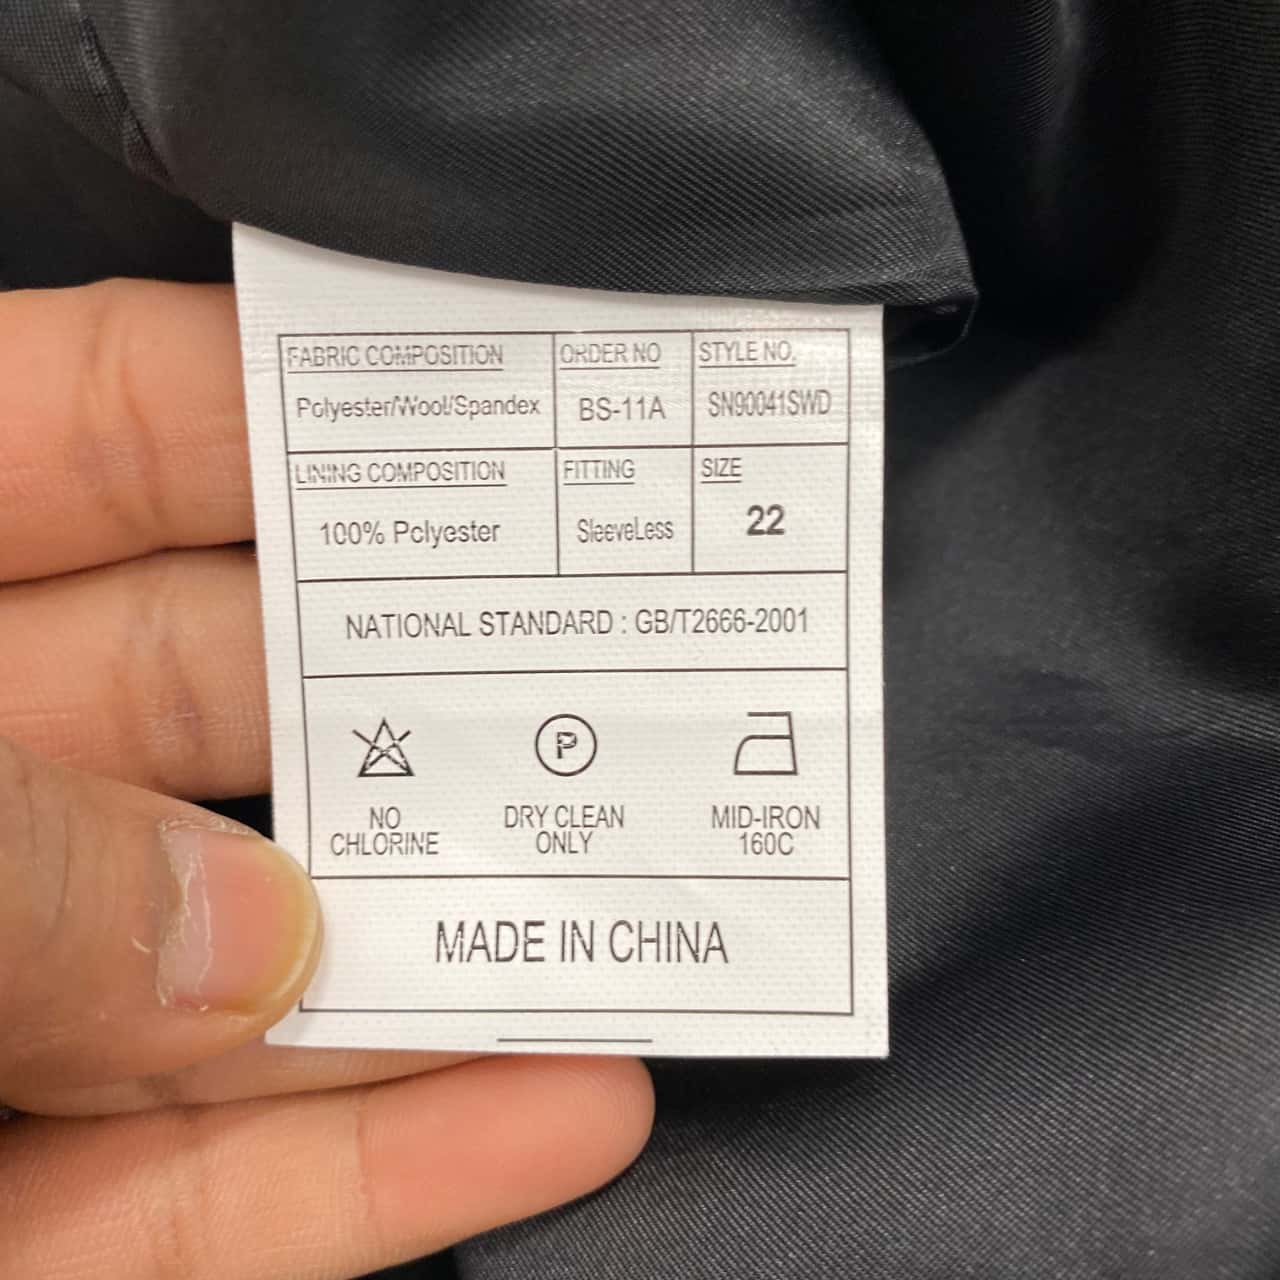 FABRIC COMPOSITION
Polyester/Wool/Spandex
ORDER NO
BS-11A
STYLE NO.
SN90041SWD
LINING COMPOSITION
100% Polyester
FITTING
SleeveLess
SIZE
22
NATIONAL STANDARD : GB/T2666-2001
P
NO
CHLORINE
DRY CLEAN
ONLY
MID-IRON
160C
MADE IN CHINA